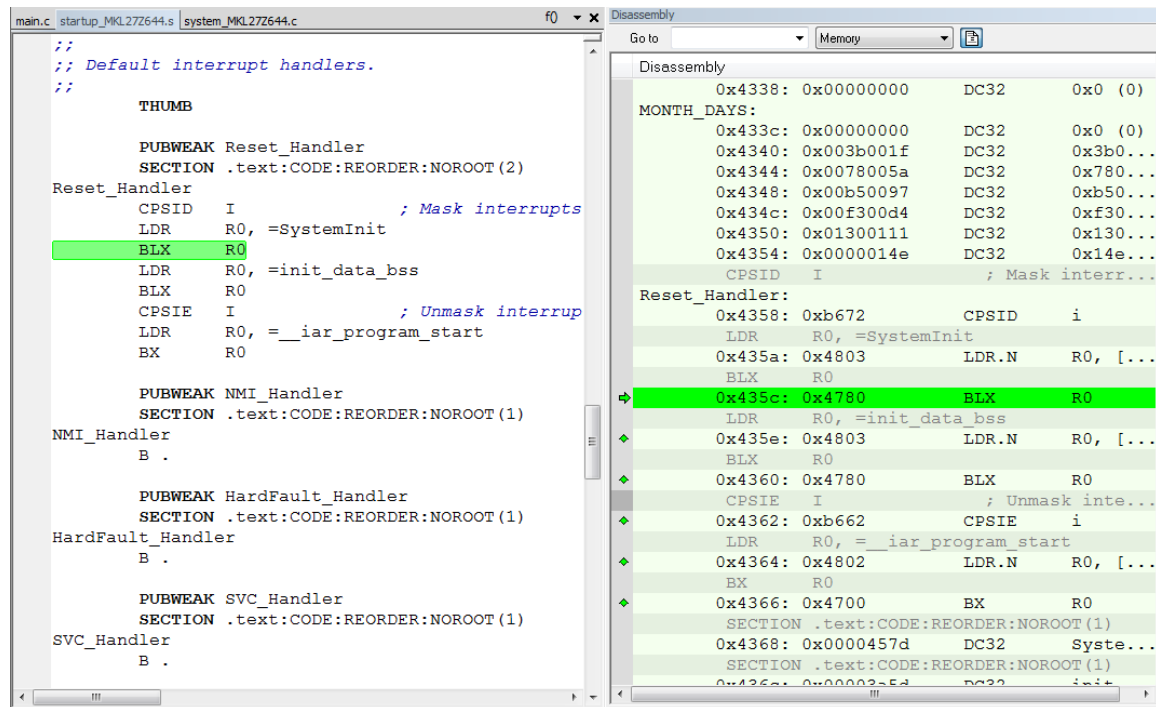 main.c startup_MKL27Z644.s system_MKL27Z644.c f()
;;
;; Default interrupt handlers.
;;
THUMB
PUBWEAK Reset_Handler
SECTION .text:CODE:REORDER:NOROOT(2)
Reset_Handler
CPSID I ; Mask interrupts
LDR R0, =SystemInit
BLX R0
LDR R0, =init_data_bss
BLX R0
CPSIE I ; Unmask interrup
LDR R0, =__iar_program_start
BX R0
PUBWEAK NMI_Handler
SECTION .text:CODE:REORDER:NOROOT(1)
NMI_Handler
B .
PUBWEAK HardFault_Handler
SECTION .text:CODE:REORDER:NOROOT(1)
HardFault_Handler
B .
PUBWEAK SVC_Handler
SECTION .text:CODE:REORDER:NOROOT(1)
SVC_Handler
B .
Disassembly
Go to Memory
Disassembly
0x4338: 0x00000000 DC32 0x0 (0)
MONTH_DAYS:
0x433c: 0x00000000 DC32 0x0 (0)
0x4340: 0x003b001f DC32 0x3b0...
0x4344: 0x0078005a DC32 0x780...
0x4348: 0x00b50097 DC32 0xb50...
0x434c: 0x00f300d4 DC32 0xf30...
0x4350: 0x01300111 DC32 0x130...
0x4354: 0x0000014e DC32 0x14e...
CPSID I ; Mask interr...
Reset_Handler:
0x4358: 0xb672 CPSID i
LDR R0, =SystemInit
0x435a: 0x4803 LDR.N R0, [...
BLX R0
0x435c: 0x4780 BLX R0
LDR R0, =init_data_bss
0x435e: 0x4803 LDR.N R0, [...
BLX R0
0x4360: 0x4780 BLX R0
CPSIE I ; Unmask inte...
0x4362: 0xb662 CPSIE i
LDR R0, =__iar_program_start
0x4364: 0x4802 LDR.N R0, [...
BX R0
0x4366: 0x4700 BX R0
SECTION .text:CODE:REORDER:NOROOT(1)
0x4368: 0x0000457d DC32 Syste...
SECTION .text:CODE:REORDER:NOROOT(1)
0x436c: 0x00003a5d DC32 init...